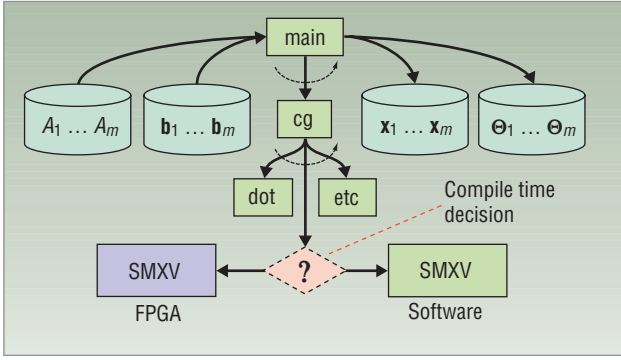 main
A₁ … Aₘ
b₁ … bₘ
x₁ … xₘ
Θ₁ … Θₘ
cg
dot
etc
Compile time
decision
SMXV
?
SMXV
FPGA
Software